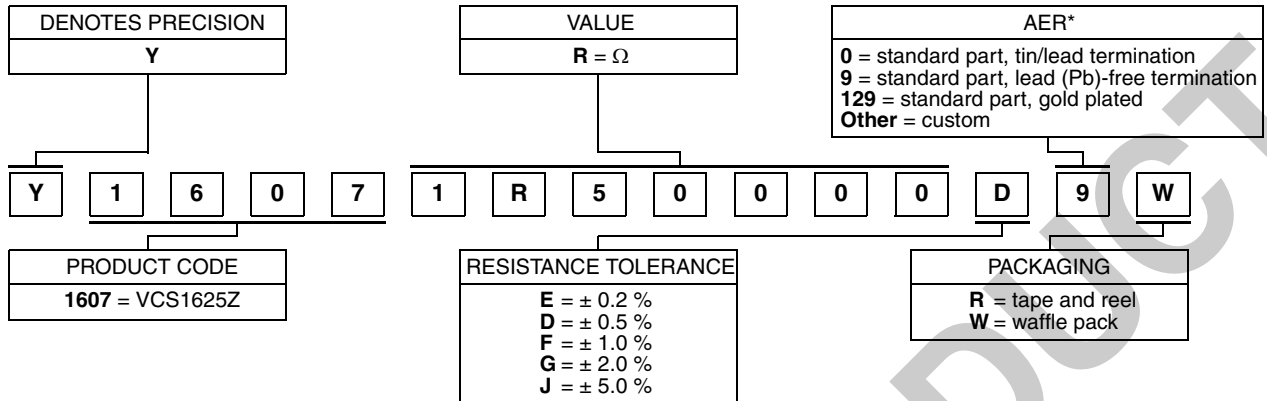 DENOTES PRECISION
Y
VALUE
R = Ω
AER*
0 = standard part, tin/lead termination
9 = standard part, lead (Pb)-free termination
129 = standard part, gold plated
Other = custom
Y 1 6 0 7 1 R 5 0 0 0 0 D 9 W
PRODUCT CODE
1607 = VCS1625Z
RESISTANCE TOLERANCE
E = ± 0.2 %
D = ± 0.5 %
F = ± 1.0 %
G = ± 2.0 %
J = ± 5.0 %
PACKAGING
R = tape and reel
W = waffle pack
DUCT